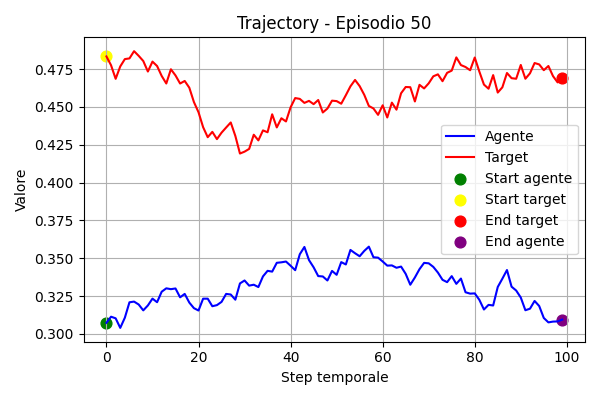 Trajectory - Episodio 50
Valore
0.475
0.450
0.425
0.400
0.375
0.350
0.325
0.300
Agente
Target
Start agente
Start target
End target
End agente
0 20 40 60 80 100
Step temporale